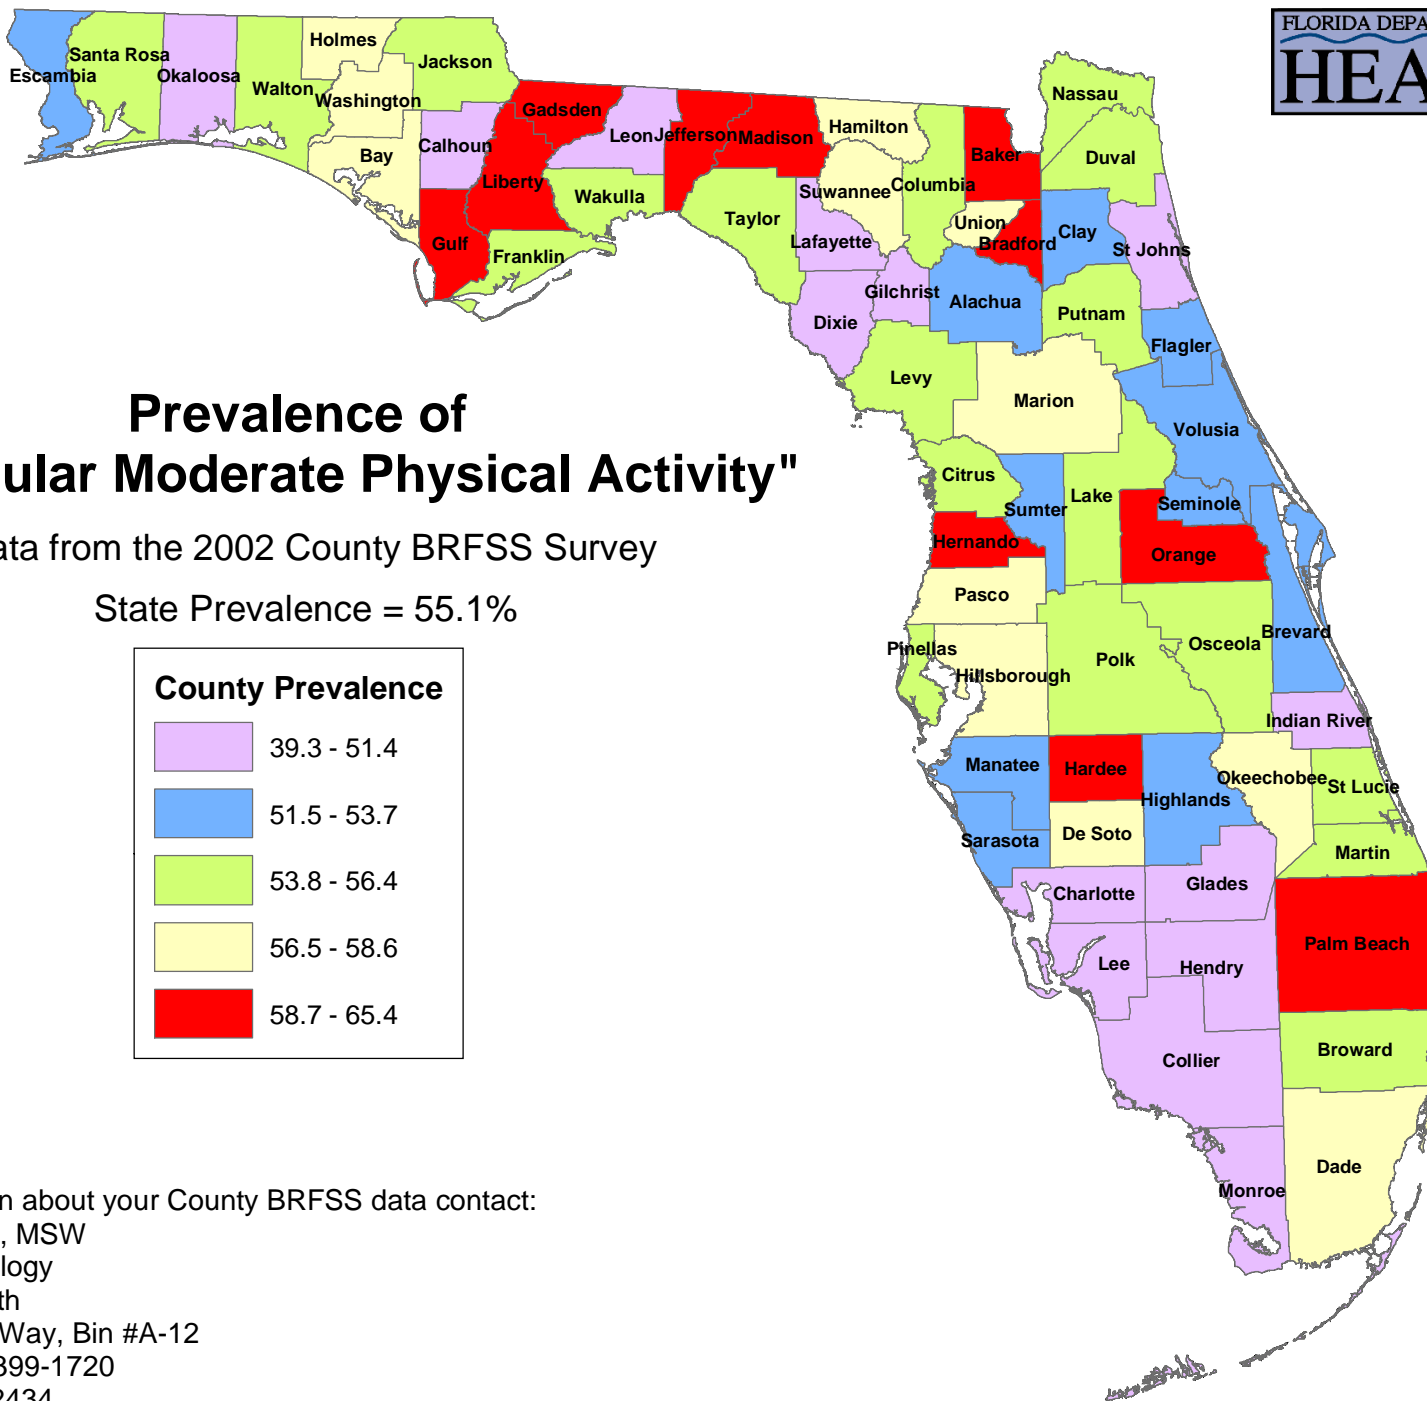 FLORIDA DEPA
HEA
Escambia
Santa Rosa
Okaloosa
Walton
Holmes
Washington
Jackson
Bay
Calhoun
Gadsden
Liberty
Gulf
Leon
Jefferson
Madison
Wakulla
Franklin
Hamilton
Suwannee
Columbia
Taylor
Lafayette
Baker
Union
Bradford
Nassau
Duval
Clay
St Johns
Gilchrist
Dixie
Alachua
Putnam
Flagler
Levy
Marion
Volusia
Citrus
Sumter
Lake
Seminole
Hernando
Orange
Pasco
Pinellas
Hillsborough
Polk
Osceola
Brevard
Indian River
Manatee
Hardee
Highlands
Okeechobee
St Lucie
Sarasota
De Soto
Martin
Charlotte
Glades
Lee
Hendry
Palm Beach
Collier
Broward
Monroe
Dade
Prevalence of
ular Moderate Physical Activity"
ata from the 2002 County BRFSS Survey
State Prevalence = 55.1%
County Prevalence
39.3 - 51.4
51.5 - 53.7
53.8 - 56.4
56.5 - 58.6
58.7 - 65.4
n about your County BRFSS data contact:
, MSW
logy
th
Way, Bin #A-12
399-1720
2434